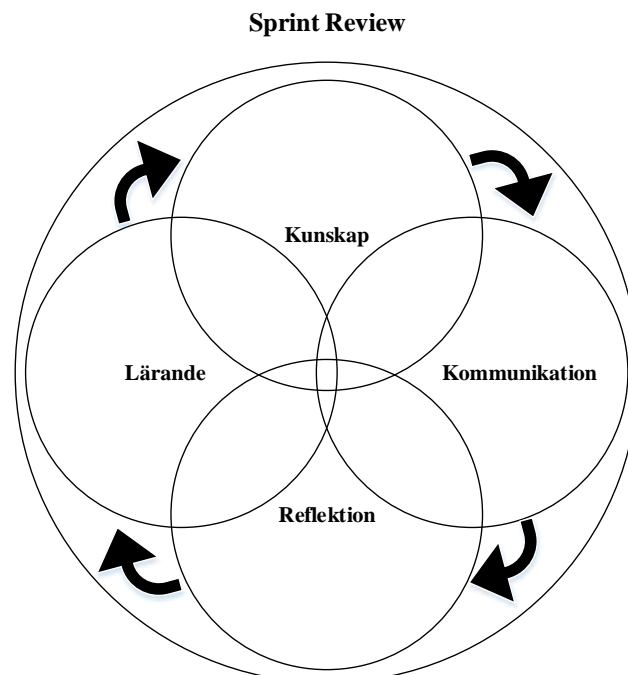 Sprint Review
Kunskap
Lärande
Kommunikation
Reflektion